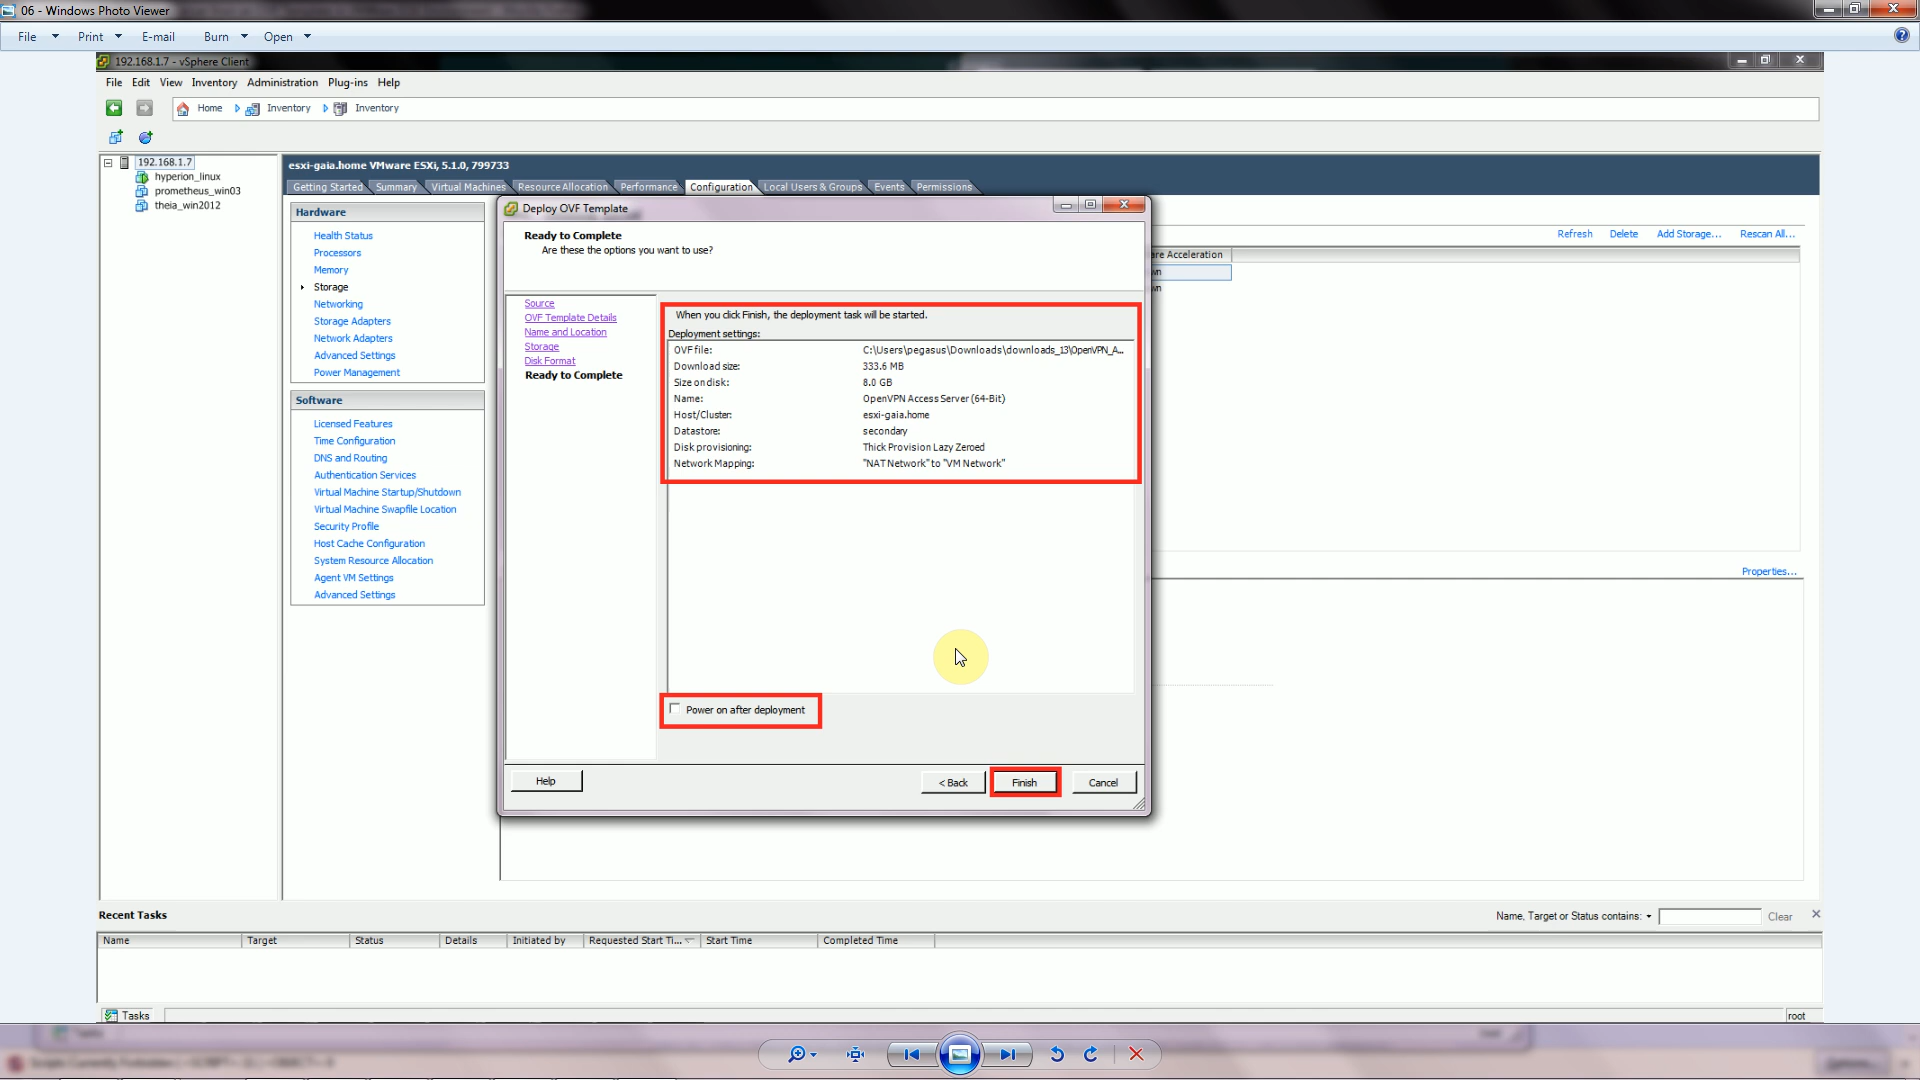 06 - Windows Photo Viewer
File Print E-mail Burn Open
192.168.1.7 - vSphere Client
File Edit View Inventory Administration Plug-ins Help
Home Inventory Inventory
192.168.1.7
hyperion_linux
prometheus_win03
theia_win2012
esxi-gaia.home VMware ESXi, 5.1.0, 799733
Getting Started Summary Virtual Machines Resource Allocation Performance Configuration Local Users & Groups Events Permissions
Hardware
Health Status
Processors
Memory
Storage
Networking
Storage Adapters
Network Adapters
Advanced Settings
Power Management
Software
Licensed Features
Time Configuration
DNS and Routing
Authentication Services
Virtual Machine Startup/Shutdown
Virtual Machine Swapfile Location
Security Profile
Host Cache Configuration
System Resource Allocation
Agent VM Settings
Advanced Settings
Refresh Delete Add Storage... Rescan All...
are Acceleration
wn
wn
Properties...
Deploy OVF Template
Ready to Complete
Are these the options you want to use?
Source
OVF Template Details
Name and Location
Storage
Disk Format
Ready to Complete
When you click Finish, the deployment task will be started.
Deployment settings:
OVF file: C:\Users\pegasus\Downloads\downloads_13\OpenVPN_A...
Download size: 333.6 MB
Size on disk: 8.0 GB
Name: OpenVPN Access Server (64-Bit)
Host/Cluster: esxi-gaia.home
Datastore: secondary
Disk provisioning: Thick Provision Lazy Zeroed
Network Mapping: "NAT Network" to "VM Network"
Power on after deployment
Help < Back Finish Cancel
Recent Tasks
Name, Target or Status contains: Clear
Name Target Status Details Initiated by Requested Start Ti... Start Time Completed Time
Tasks
root